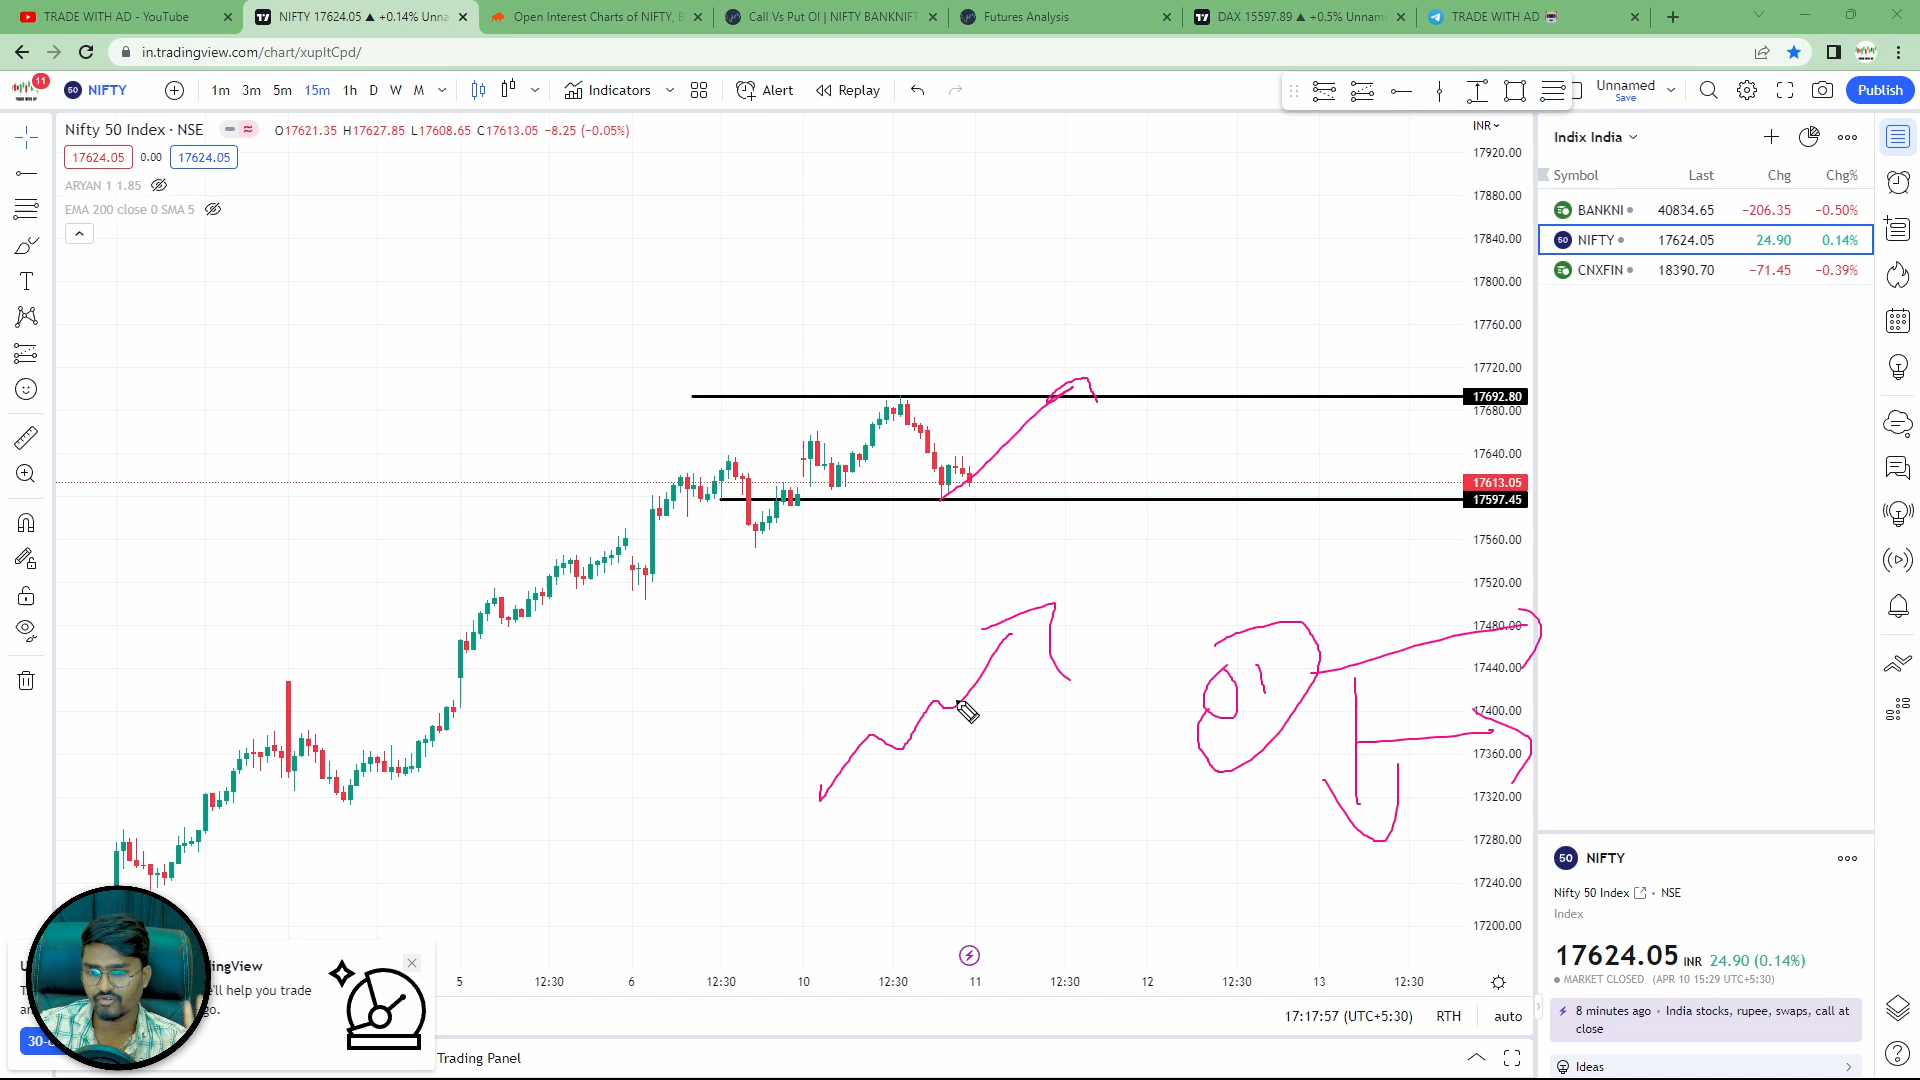 TRADE WITH AD - YouTube
NIFTY 17624.05 ▲ +0.14% Unna
Open Interest Charts of NIFTY, B
Call Vs Put OI | NIFTY BANKNIFT
Futures Analysis
DAX 15597.89 ▲ +0.5% Unnam
TRADE WITH AD
in.tradingview.com/chart/xupltCpd/
11
50 NIFTY
1m 3m 5m 15m 1h D W M
Indicators
Alert
Replay
Unnamed
Save
Publish
Nifty 50 Index · NSE
O17621.35 H17627.85 L17608.65 C17613.05 −8.25 (−0.05%)
17624.05 0.00 17624.05
ARYAN 1 1.85
EMA 200 close 0 SMA 5
INR
17920.00
17880.00
17840.00
17800.00
17760.00
17720.00
17692.80
17680.00
17640.00
17613.05
17597.45
17560.00
17520.00
17480.00
17440.00
17400.00
17360.00
17320.00
17280.00
17240.00
17200.00
5 12:30 6 12:30 10 12:30 11 12:30 12 12:30 13 12:30
17:17:57 (UTC+5:30) RTH auto
Trading Panel
ngView
'll help you trade
go.
30-
Indix India
Symbol Last Chg Chg%
BANKNI 40834.65 −206.35 −0.50%
50 NIFTY 17624.05 24.90 0.14%
CNXFIN 18390.70 −71.45 −0.39%
50 NIFTY
Nifty 50 Index • NSE
Index
17624.05 INR 24.90 (0.14%)
MARKET CLOSED (APR 10 15:29 UTC+5:30)
8 minutes ago • India stocks, rupee, swaps, call at
close
Ideas